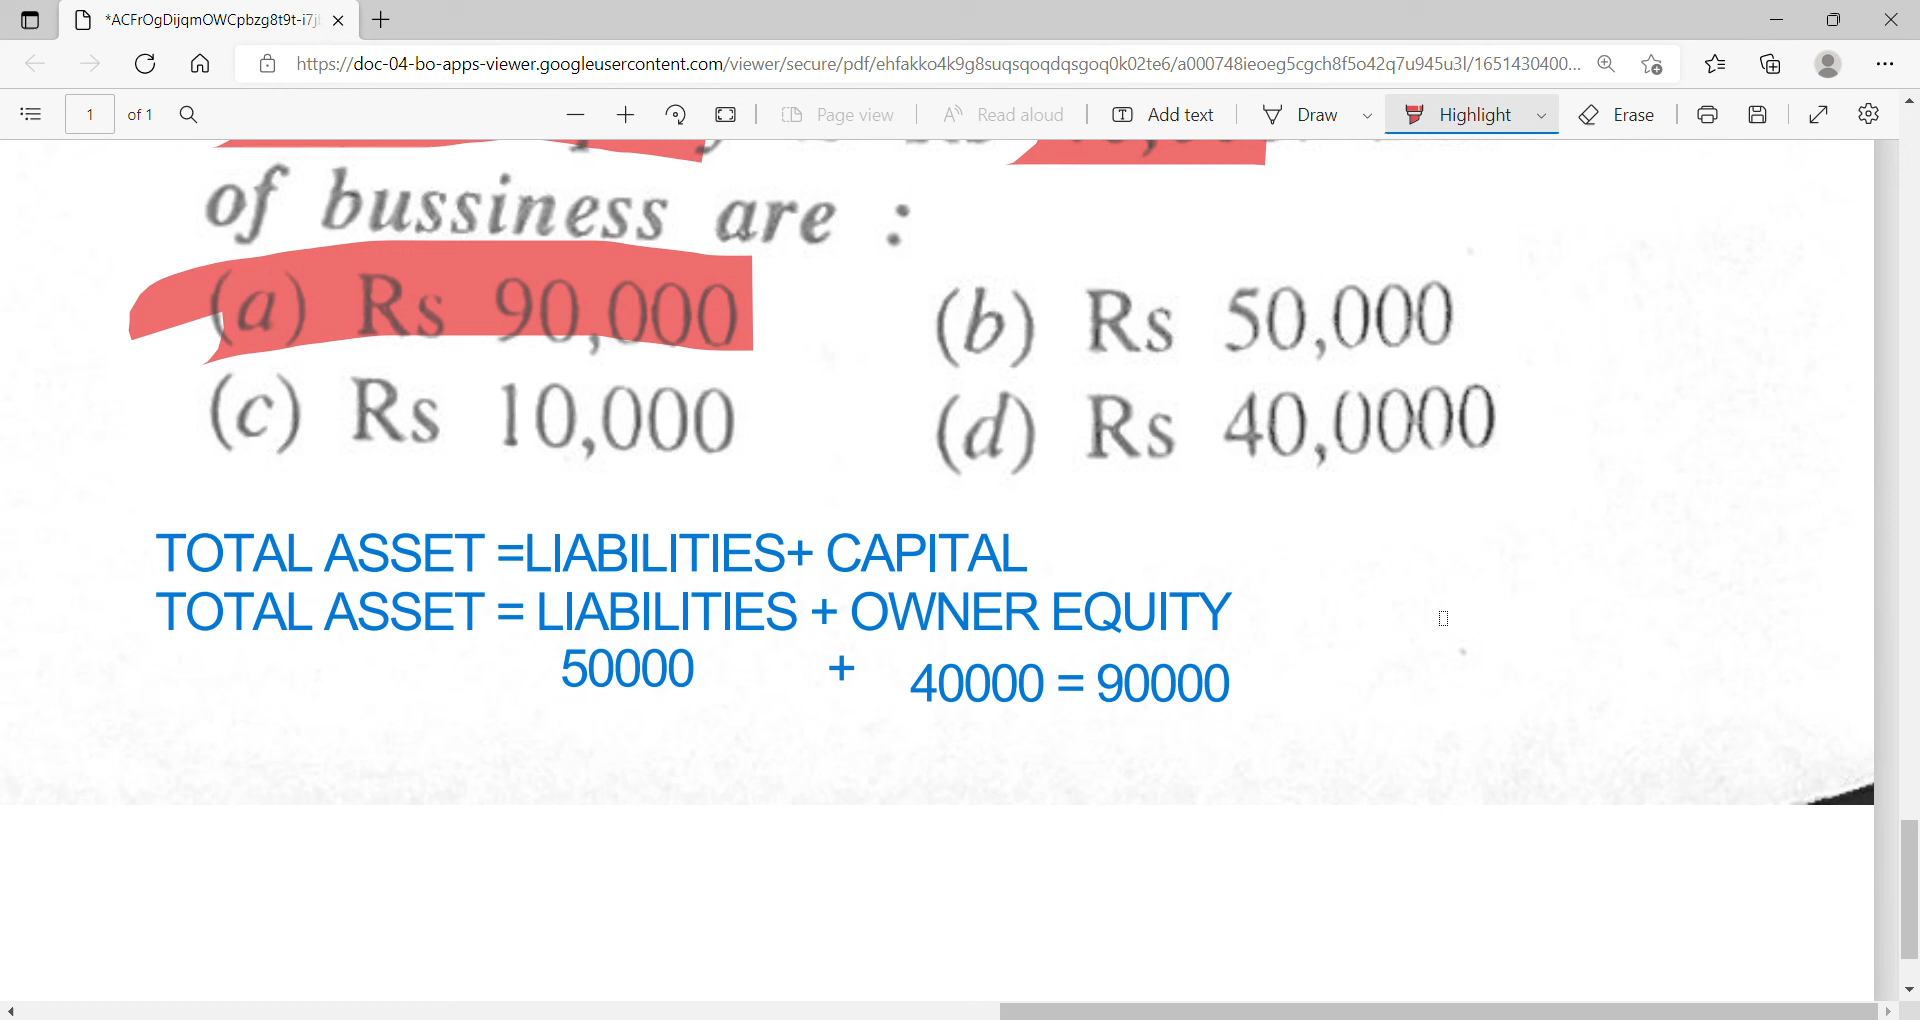 *ACFrOgDijqmOWCpbzg8t9t-i7j
https://doc-04-bo-apps-viewer.googleusercontent.com/viewer/secure/pdf/ehfakko4k9g8suqsqoqdqsgoq0k02te6/a000748ieoeg5cgch8f5o42q7u945u3l/1651430400...
1 of 1 Page view Read aloud Add text Draw Highlight Erase
of bussiness are :
(a) Rs 90,000 (b) Rs 50,000
(c) Rs 10,000 (d) Rs 40,0000
TOTAL ASSET =LIABILITIES+ CAPITAL
TOTAL ASSET = LIABILITIES + OWNER EQUITY
50000 + 40000 = 90000